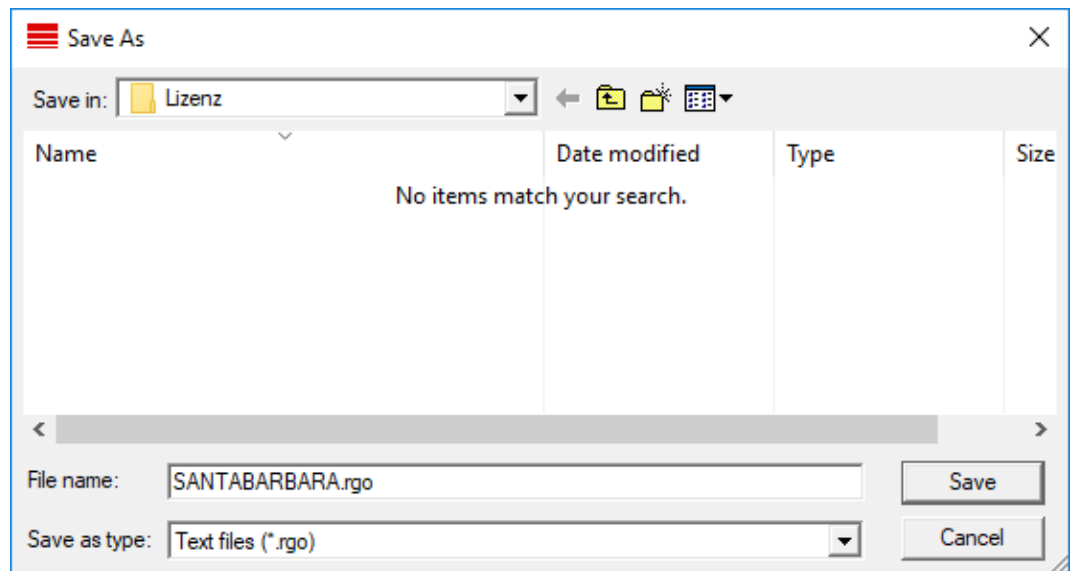 Save As
Save in: Lizenz
Name Date modified Type Size
No items match your search.
File name: SANTABARBARA.rgo Save
Save as type: Text files (*.rgo) Cancel